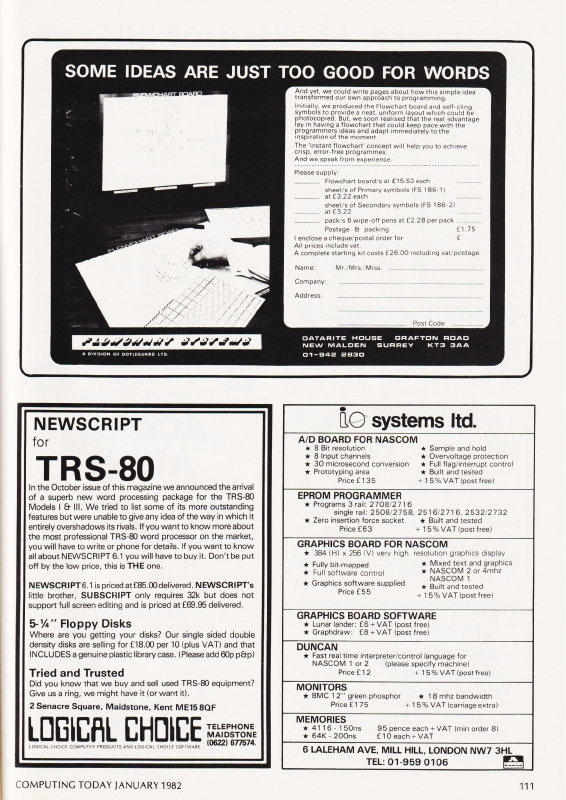 SOME IDEAS ARE JUST TOO GOOD FOR WORDS
FLOWCHART BOARD
And yet, we could write pages about how this simple idea
transformed our own approach to programming.
Initially, we produced the Flowchart board and self-cling
symbols to provide a neat, uniform layout which could be
photocopied. But, we soon realised that the real advantage
lay in having a flowchart that could keep pace with the
programmers ideas and adapt immediately to the
inspiration of the moment.
The 'instant flowchart' concept will help you to achieve
crisp, error-free programmes.
And we speak from experience.
Please supply:
Flowchart board/s at £15.53 each
sheet/s of Primary symbols (FS 186-1)
at £3.22 each
sheet/s of Secondary symbols (FS 186-2)
at £3.22
pack/s 6 wipe-off pens at £2.28 per pack
Postage & packing £1.75
I enclose a cheque/postal order for £
All prices include vat.
A complete starting kit costs £26.00 including vat/postage.
Name: Mr./Mrs./Miss.
Company:
Address:
Post Code
FLOWCHART SYSTEMS
A DIVISION OF DOYLEGUARD LTD.
DATARITE HOUSE GRAFTON ROAD
NEW MALDEN SURREY KT3 3AA
01-942 2830
NEWSCRIPT
for
TRS-80
In the October issue of this magazine we announced the arrival
of a superb new word processing package for the TRS-80
Models I & III. We tried to list some of its more outstanding
features but were unable to give any idea of the way in which it
entirely overshadows its rivals. If you want to know more about
the most professional TRS-80 word processor on the market,
you will have to write or phone for details. If you want to know
all about NEWSCRIPT 6.1 you will have to buy it. Don't be put
off by the low price, this is THE one.
NEWSCRIPT 6.1 is priced at £85.00 delivered. NEWSCRIPT's
little brother, SUBSCRIPT only requires 32k but does not
support full screen editing and is priced at £69.95 delivered.
5-¼" Floppy Disks
Where are you getting your disks? Our single sided double
density disks are selling for £18.00 per 10 (plus VAT) and that
INCLUDES a genuine plastic library case. (Please add 60p p&p)
Tried and Trusted
Did you know that we buy and sell used TRS-80 equipment?
Give us a ring, we might have it (or want it).
2 Senacre Square, Maidstone, Kent ME15 8QF
LOGICAL CHOICE
LOGICAL CHOICE COMPUTER PRODUCTS AND LOGICAL CHOICE SOFTWARE
TELEPHONE
MAIDSTONE
(0622) 677574.
io systems ltd.
A/D BOARD FOR NASCOM
★ 8 Bit resolution ★ Sample and hold
★ 8 Input channels ★ Overvoltage protection
★ 30 microsecond conversion ★ Full flag/interrupt control
★ Prototyping area ★ Built and tested
Price £135 +15% VAT (post free)
EPROM PROGRAMMER
★ Programs 3 rail: 2708/2716
single rail: 2508/2758, 2516/2716, 2532/2732
★ Zero insertion force socket ★ Built and tested
Price £63 +15% VAT (post free)
GRAPHICS BOARD FOR NASCOM
★ 384 (H) x 256 (V) very high resolution graphics display
★ Fully bit-mapped ★ Mixed text and graphics
★ Full software control ★ NASCOM 2 or 4mhz
NASCOM 1
★ Graphics software supplied ★ Built and tested
Price £55 +15% VAT (post free)
GRAPHICS BOARD SOFTWARE
★ Lunar lander: £6 + VAT (post free)
★ Graphdraw: £8 + VAT (post free)
DUNCAN
★ Fast real time interpreter/control language for
NASCOM 1 or 2 (please specify machine)
Price £12 +15% VAT (post free)
MONITORS
★ BMC 12" green phosphor ★ 18 mhz bandwidth
Price £175 +15% VAT (carriage extra)
MEMORIES
★ 4116 - 150ns 95 pence each + VAT (min order 8)
★ 64K - 200ns £10 each + VAT
6 LALEHAM AVE, MILL HILL, LONDON NW7 3HL
TEL: 01-959 0106
COMPUTING TODAY JANUARY 1982
111